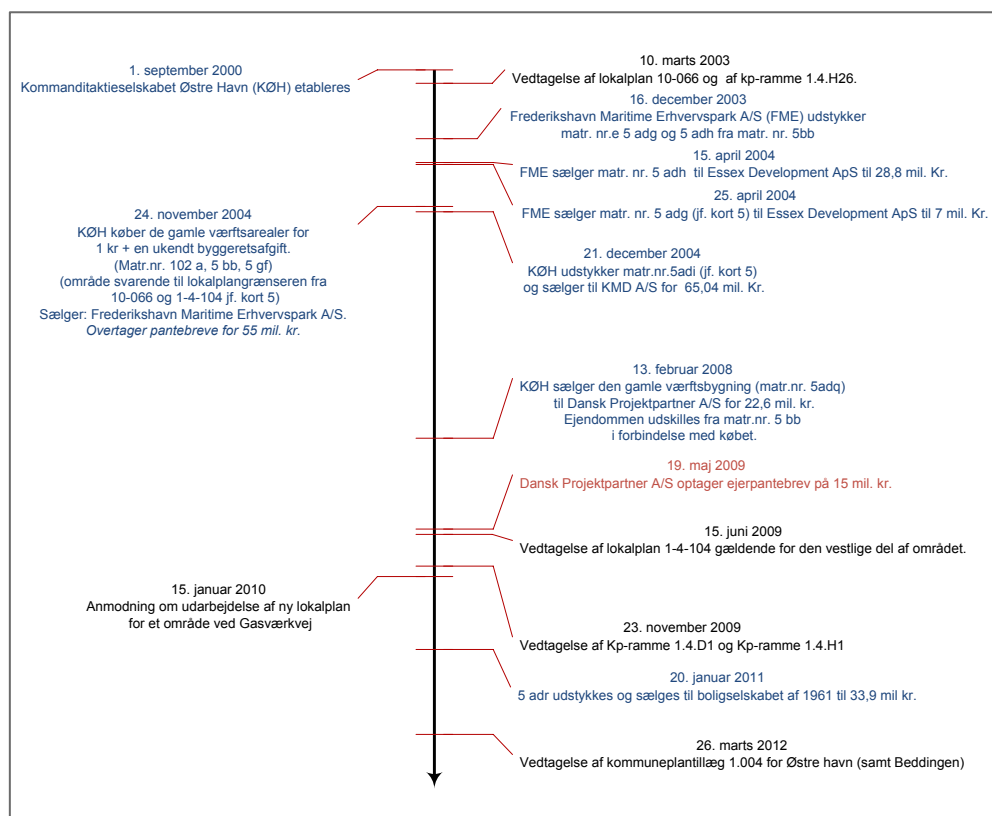 1. september 2000
Kommanditaktieselskabet Østre Havn (KØH) etableres
10. marts 2003
Vedtagelse af lokalplan 10-066 og  af kp-ramme 1.4.H26.
16. december 2003
Frederikshavn Maritime Erhvervspark A/S (FME) udstykker
matr. nr.e 5 adg og 5 adh fra matr. nr. 5bb
15. april 2004
FME sælger matr. nr. 5 adh  til Essex Development ApS til 28,8 mil. Kr.
25. april 2004
FME sælger matr. nr. 5 adg (jf. kort 5) til Essex Development ApS til 7 mil. Kr.
24. november 2004
KØH køber de gamle værftsarealer for
1 kr + en ukendt byggeretsafgift.
(Matr.nr. 102 a, 5 bb, 5 gf)
(område svarende til lokalplangrænseren fra
10-066 og 1-4-104 jf. kort 5)
Sælger: Frederikshavn Maritime Erhvervspark A/S.
Overtager pantebreve for 55 mil. kr.
21. december 2004
KØH udstykker matr.nr.5adi (jf. kort 5)
og sælger til KMD A/S for  65,04 mil. Kr.
13. februar 2008
KØH sælger den gamle værftsbygning (matr.nr. 5adq)
til Dansk Projektpartner A/S for 22,6 mil. kr.
Ejendommen udskilles fra matr.nr. 5 bb
i forbindelse med købet.
19. maj 2009
Dansk Projektpartner A/S optager ejerpantebrev på 15 mil. kr.
15. juni 2009
Vedtagelse af lokalplan 1-4-104 gældende for den vestlige del af området.
15. januar 2010
Anmodning om udarbejdelse af ny lokalplan
for et område ved Gasværkvej
23. november 2009
Vedtagelse af Kp-ramme 1.4.D1 og Kp-ramme 1.4.H1
20. januar 2011
5 adr udstykkes og sælges til boligselskabet af 1961 til 33,9 mil kr.
26. marts 2012
Vedtagelse af kommuneplantillæg 1.004 for Østre havn (samt Beddingen)